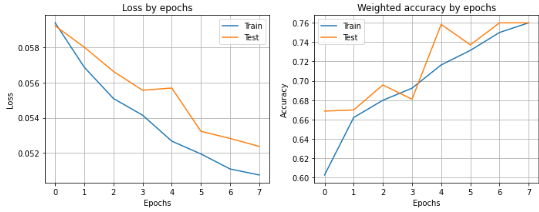 Loss by epochs
Train
Test
0.058
0.056
0.054
0.052
Loss
0 1 2 3 4 5 6 7
Epochs
Weighted accuracy by epochs
Train
Test
0.76
0.74
0.72
0.70
0.68
0.66
0.64
0.62
0.60
Accuracy
0 1 2 3 4 5 6 7
Epochs